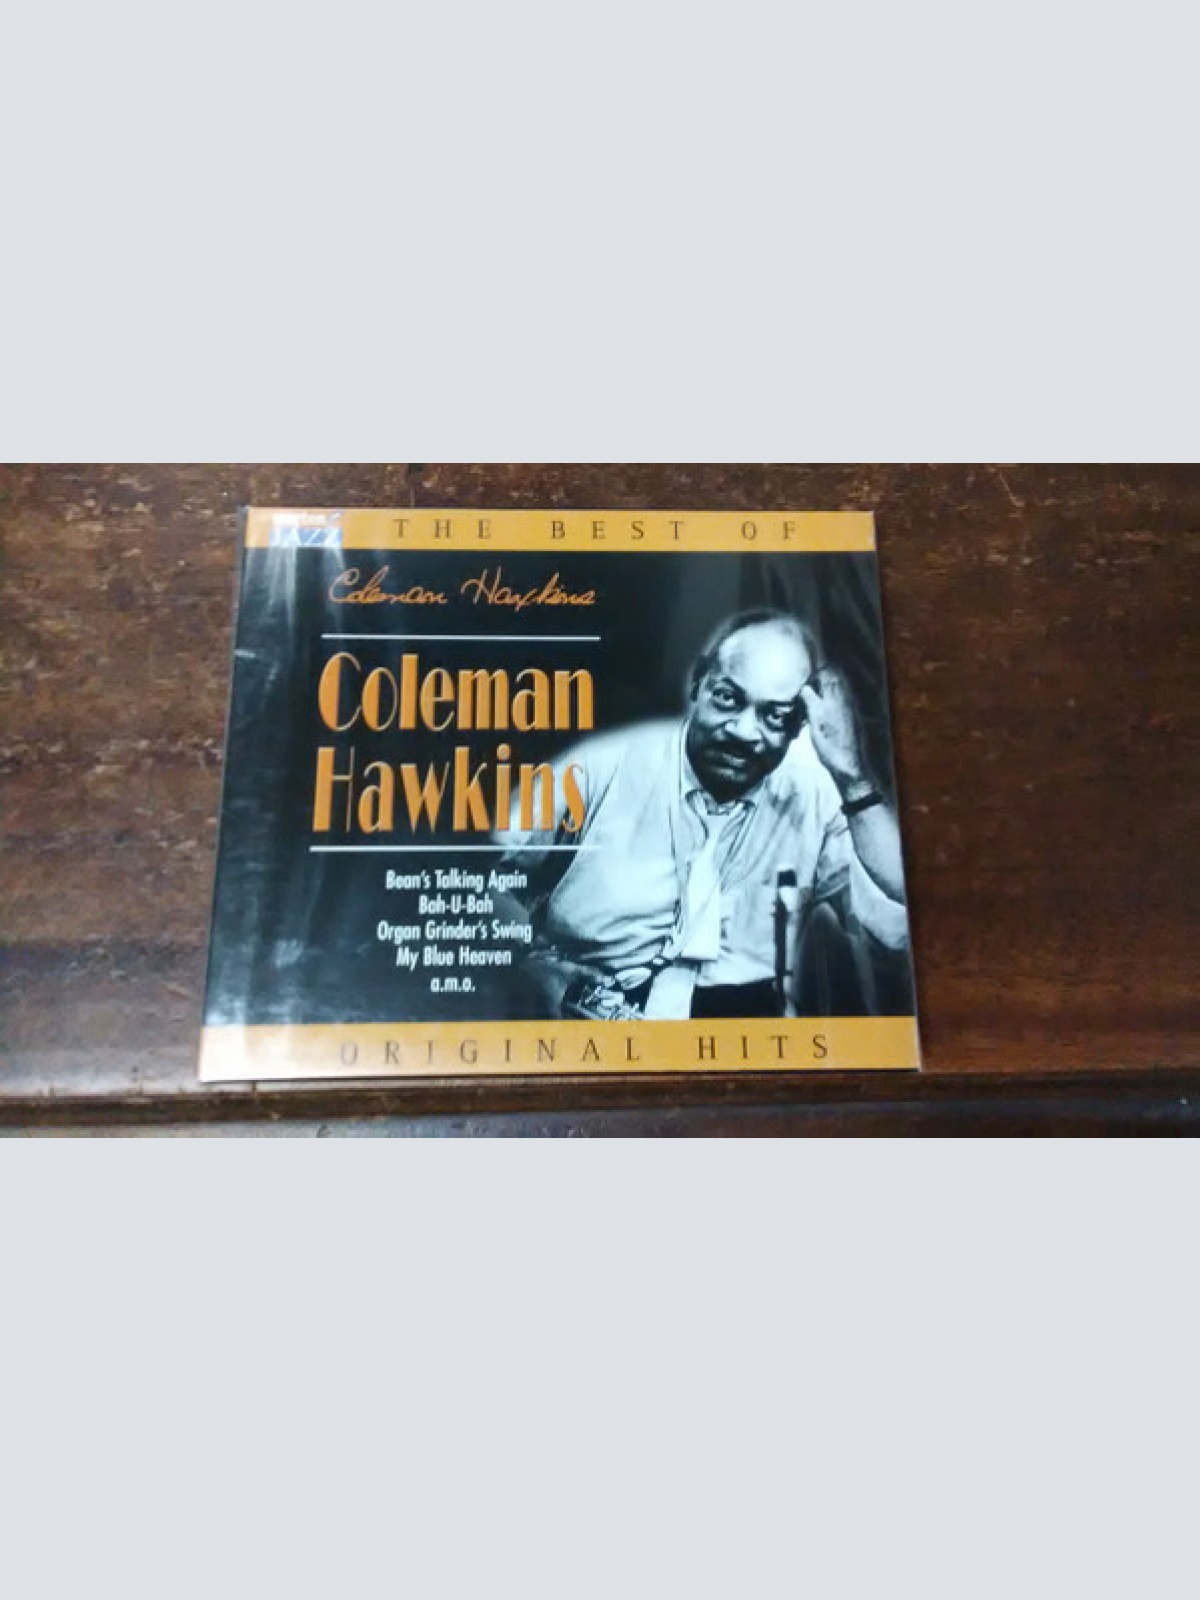 JAZZ
THE BEST OF
Coleman Hawkins
Coleman
Hawkins
Bean's Talking Again
Bah-U-Bah
Organ Grinder's Swing
My Blue Heaven
a.m.o.
ORIGINAL HITS